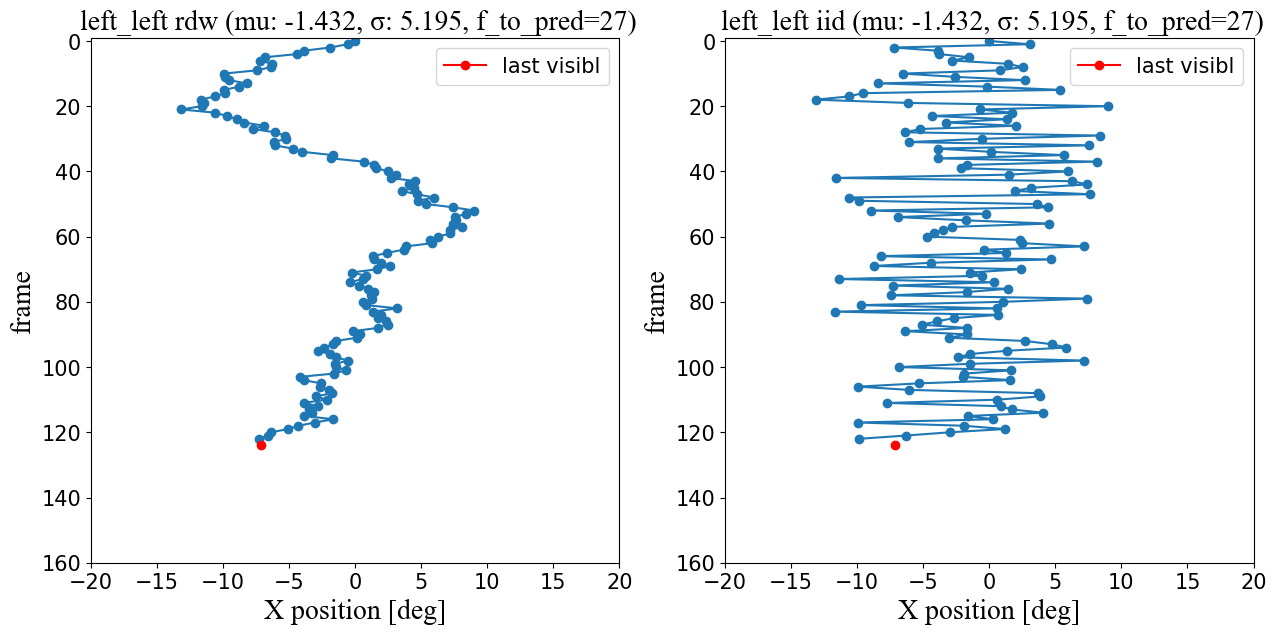 left_left rdw (mu: -1.432, σ: 5.195, f_to_pred=27)
last visibl
0
20
40
60
80
100
120
140
160
frame
−20 −15 −10 −5 0 5 10 15 20
X position [deg]
left_left iid (mu: -1.432, σ: 5.195, f_to_pred=27)
last visibl
0
20
40
60
80
100
120
140
160
frame
−20 −15 −10 −5 0 5 10 15 20
X position [deg]